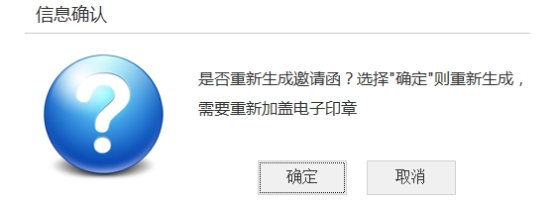 信息确认
是否重新生成邀请函？选择"确定"则重新生成，
需要重新加盖电子印章
确定
取消